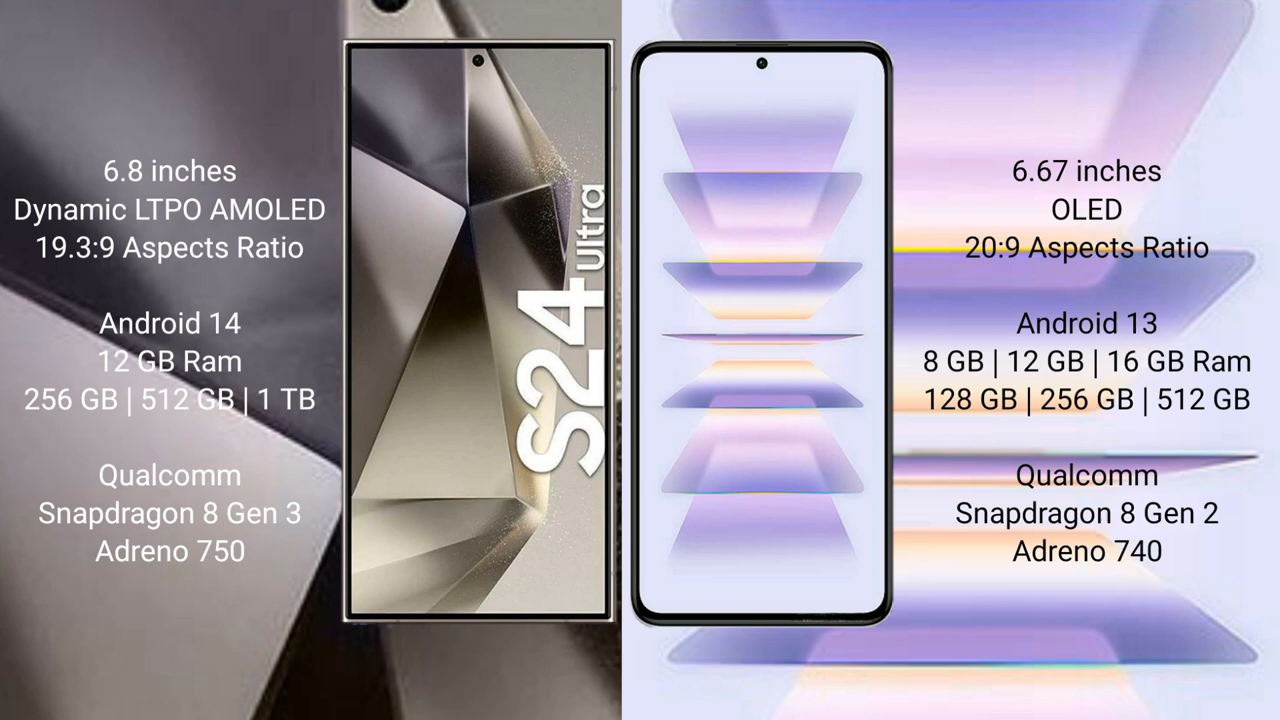 6.8 inches
Dynamic LTPO AMOLED
19.3:9 Aspects Ratio
Android 14
12 GB Ram
256 GB | 512 GB | 1 TB
Qualcomm
Snapdragon 8 Gen 3
Adreno 750
S24 Ultra
6.67 inches
OLED
20:9 Aspects Ratio
Android 13
8 GB | 12 GB | 16 GB Ram
128 GB | 256 GB | 512 GB
Qualcomm
Snapdragon 8 Gen 2
Adreno 740